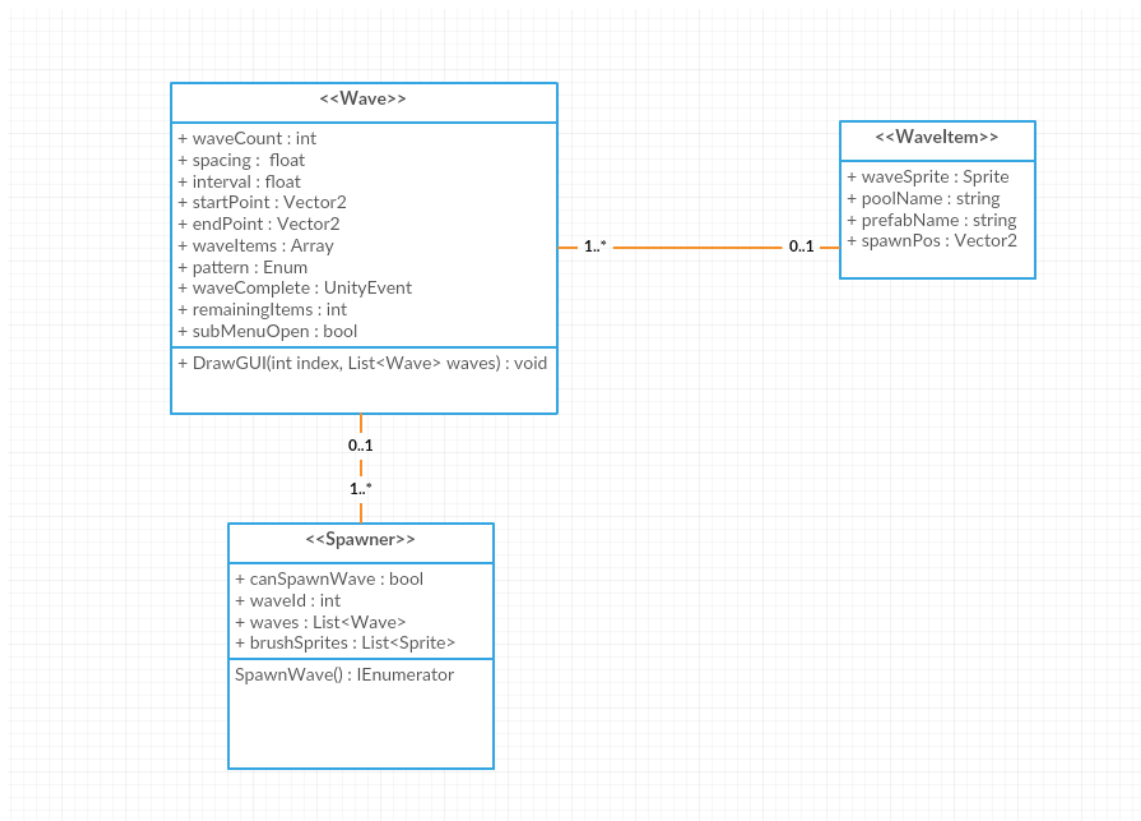 <<Wave>>
+ waveCount : int
+ spacing :  float
+ interval : float
+ startPoint : Vector2
+ endPoint : Vector2
+ waveItems : Array
+ pattern : Enum
+ waveComplete : UnityEvent
+ remainingItems : int
+ subMenuOpen : bool
+ DrawGUI(int index, List<Wave> waves) : void
1..*
0..1
<<WaveItem>>
+ waveSprite : Sprite
+ poolName : string
+ prefabName : string
+ spawnPos : Vector2
0..1
1..*
<<Spawner>>
+ canSpawnWave : bool
+ waveId : int
+ waves : List<Wave>
+ brushSprites : List<Sprite>
SpawnWave() : IEnumerator